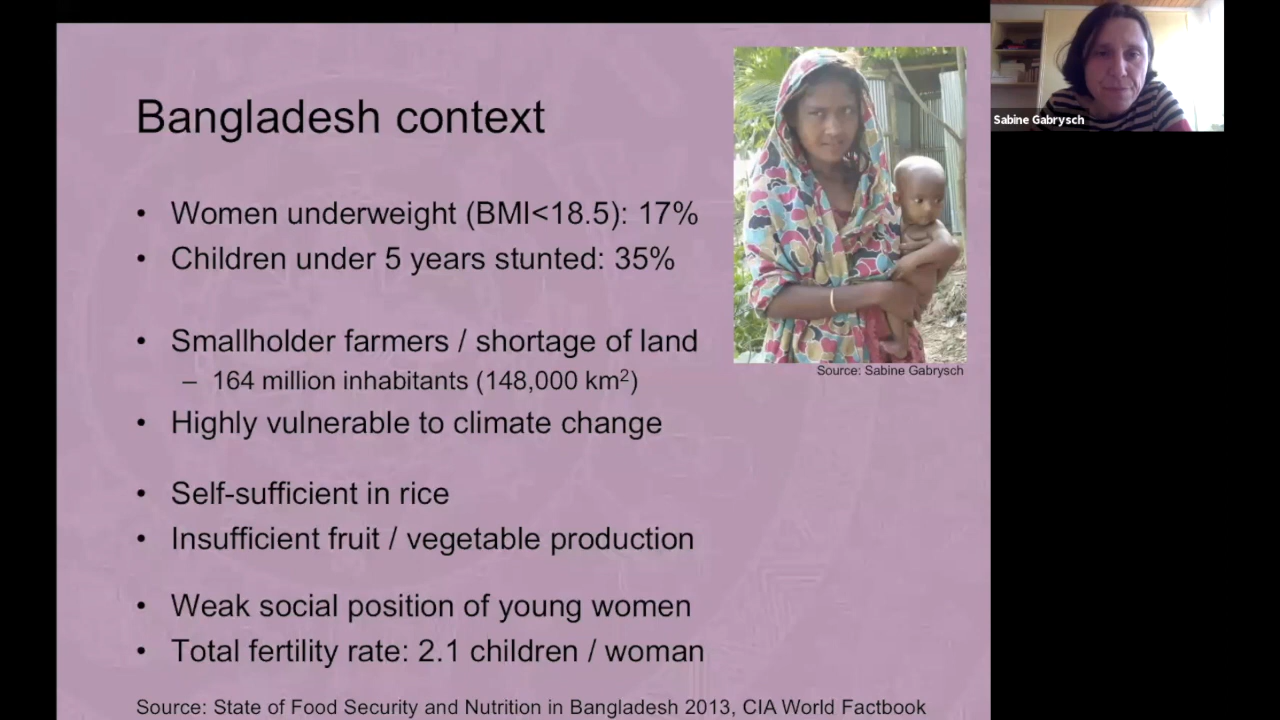 Bangladesh context
• Women underweight (BMI<18.5): 17%
• Children under 5 years stunted: 35%
• Smallholder farmers / shortage of land
– 164 million inhabitants (148,000 km²)
• Highly vulnerable to climate change
• Self-sufficient in rice
• Insufficient fruit / vegetable production
• Weak social position of young women
• Total fertility rate: 2.1 children / woman
Source: State of Food Security and Nutrition in Bangladesh 2013, CIA World Factbook
Source: Sabine Gabrysch
Sabine Gabrysch